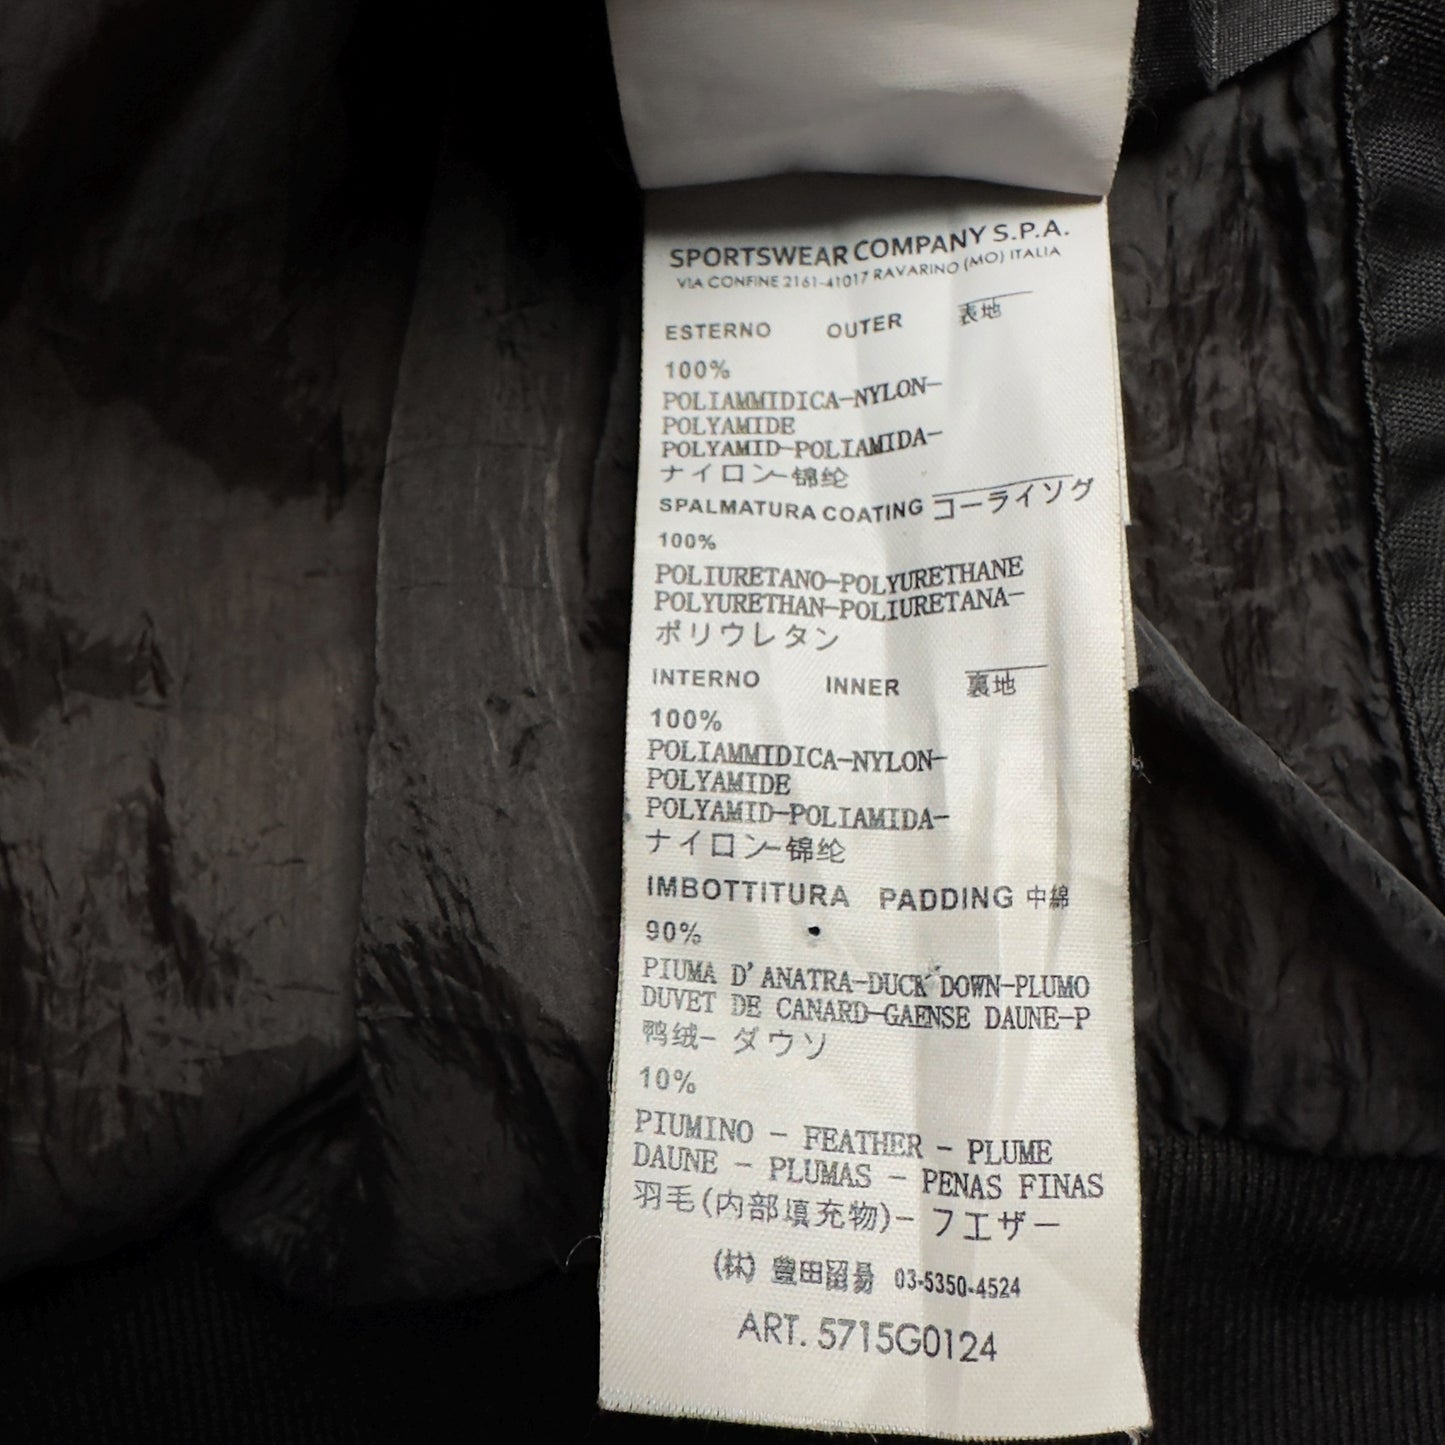 SPORTSWEAR COMPANY S.P.A.
VIA CONFINE 2161-41017 RAVARINO (MO) ITALIA
ESTERNO OUTER 表地
100%
POLIAMMIDICA-NYLON-
POLYAMIDE
POLYAMID-POLIAMIDA-
ナイロン-锦纶
SPALMATURA COATING コーライソグ
100%
POLIURETANO-POLYURETHANE
POLYURETHAN-POLIURETANA-
ポリウレタン
INTERNO INNER 裏地
100%
POLIAMMIDICA-NYLON-
POLYAMIDE
POLYAMID-POLIAMIDA-
ナイロン-锦纶
IMBOTTITURA PADDING 中綿
90%
PIUMA D'ANATRA-DUCK DOWN-PLUMO
DUVET DE CANARD-GAENSE DAUNE-P
鸭绒- ダウソ
10%
PIUMINO - FEATHER - PLUME
DAUNE - PLUMAS - PENAS FINAS
羽毛(内部填充物)- フエザー
(株) 豊田留易 03-5350-4524
ART. 5715G0124